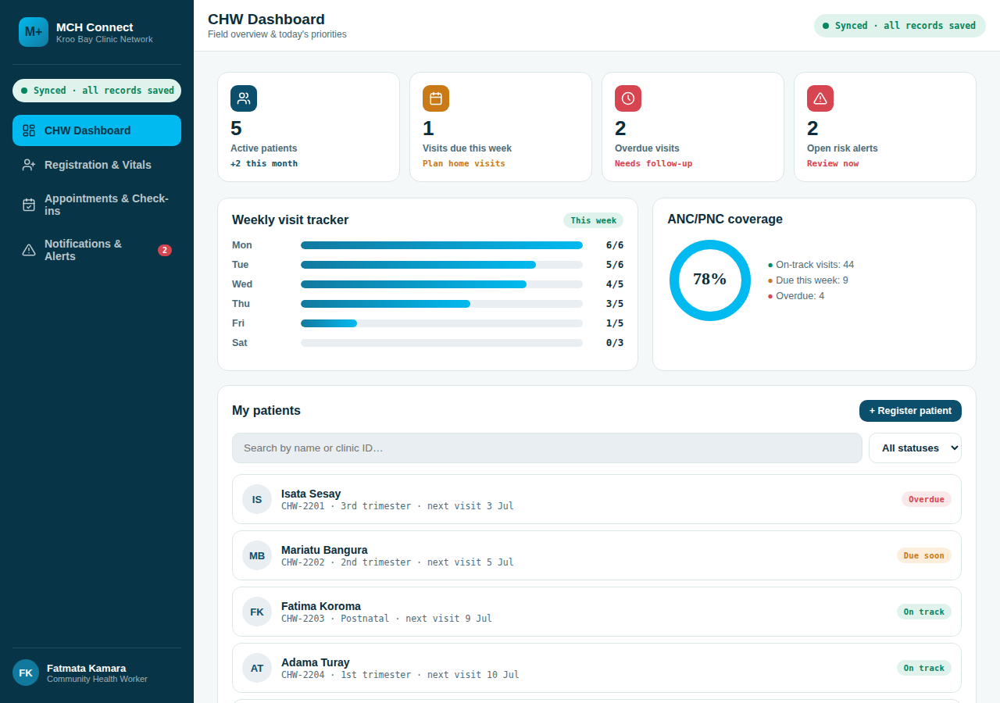 M+
MCH Connect
Kroo Bay Clinic Network
Synced · all records saved
CHW Dashboard
Registration & Vitals
Appointments & Check-
ins
Notifications &
Alerts
2
FK
Fatmata Kamara
Community Health Worker
CHW Dashboard
Field overview & today's priorities
Synced · all records saved
5
Active patients
+2 this month
1
Visits due this week
Plan home visits
2
Overdue visits
Needs follow-up
2
Open risk alerts
Review now
Weekly visit tracker
This week
Mon 6/6
Tue 5/6
Wed 4/5
Thu 3/5
Fri 1/5
Sat 0/3
ANC/PNC coverage
78%
● On-track visits: 44
● Due this week: 9
● Overdue: 4
My patients
+ Register patient
Search by name or clinic ID…
All statuses
IS
Isata Sesay
CHW-2201 · 3rd trimester · next visit 3 Jul
Overdue
MB
Mariatu Bangura
CHW-2202 · 2nd trimester · next visit 5 Jul
Due soon
FK
Fatima Koroma
CHW-2203 · Postnatal · next visit 9 Jul
On track
AT
Adama Turay
CHW-2204 · 1st trimester · next visit 10 Jul
On track